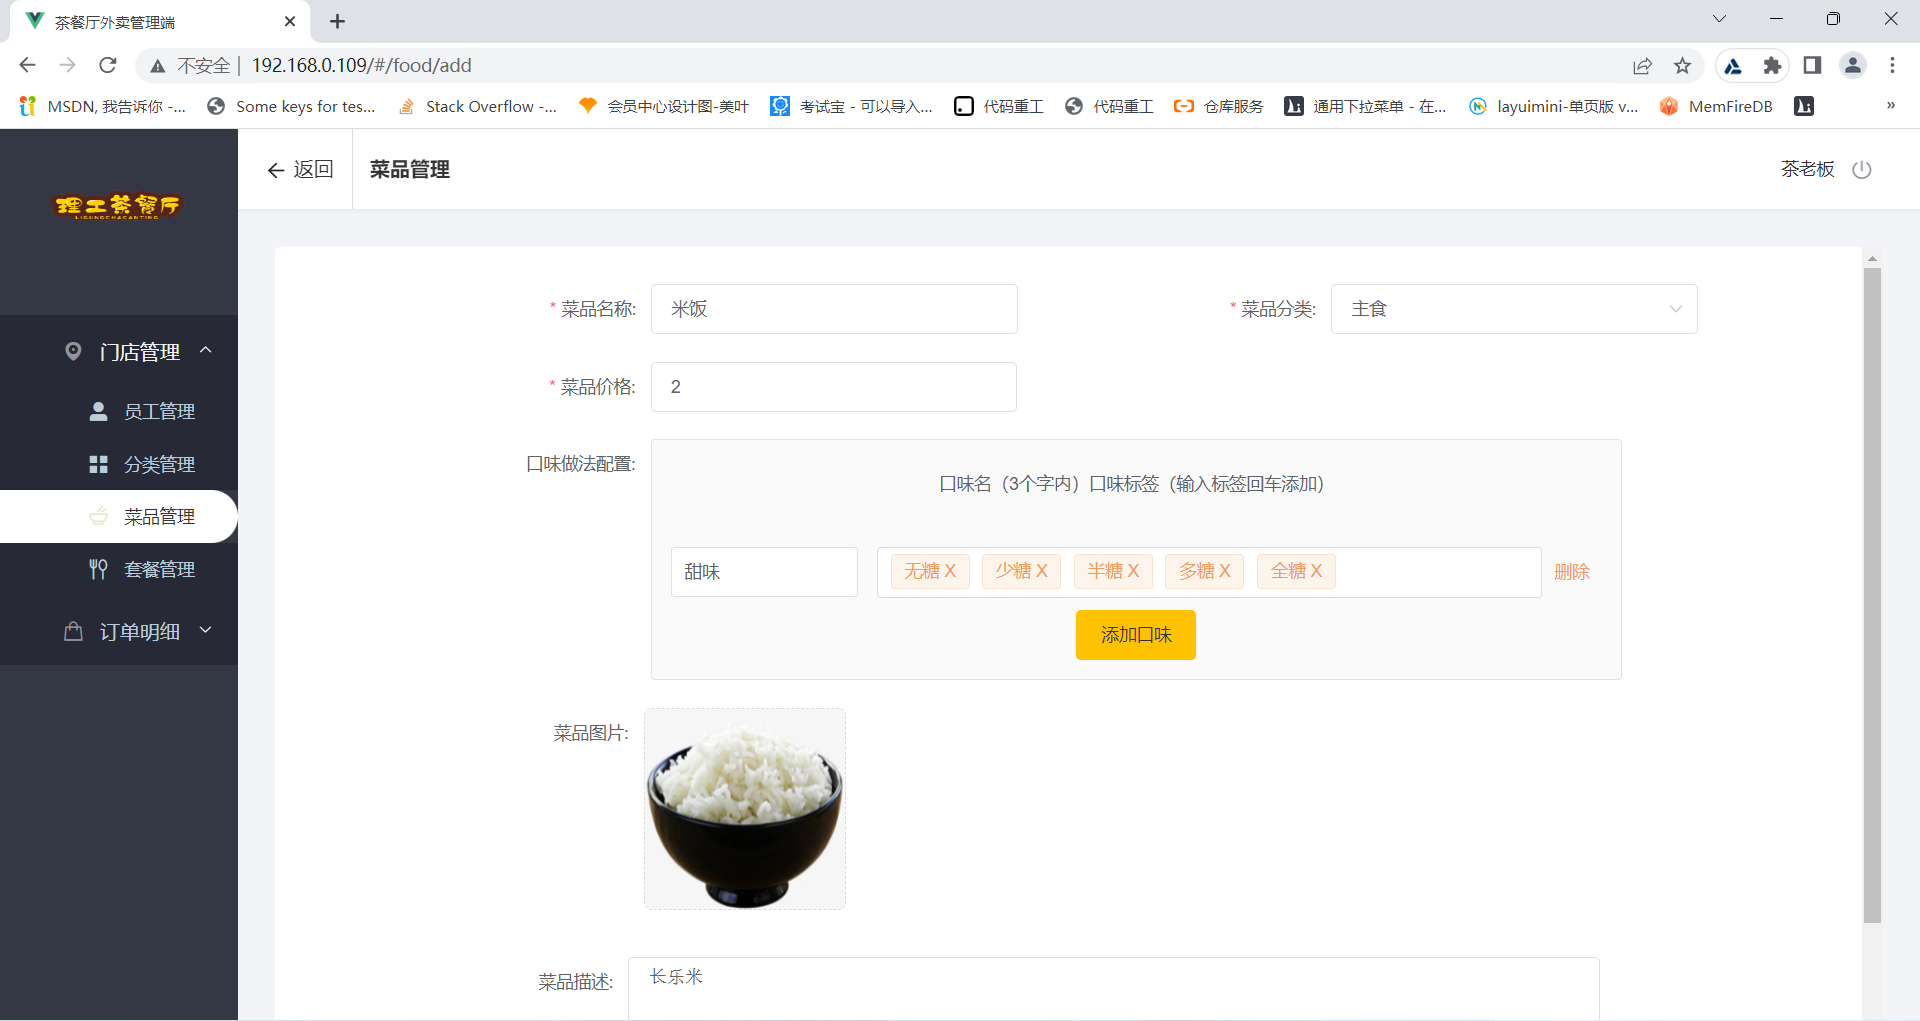 茶餐厅外卖管理端
不安全 192.168.0.109/#/food/add
MSDN, 我告诉你 -... Some keys for tes... Stack Overflow -... 会员中心设计图-美叶 考试宝 - 可以导入... 代码重工 代码重工 仓库服务 通用下拉菜单 - 在... layuimini-单页版 v... MemFireDB »
理工茶餐厅
LIGONGCHACANTING
返回 菜品管理 茶老板
门店管理
员工管理
分类管理
菜品管理
套餐管理
订单明细
* 菜品名称: 米饭 * 菜品分类: 主食
* 菜品价格: 2
口味做法配置:
口味名（3个字内）口味标签（输入标签回车添加）
甜味 无糖 X 少糖 X 半糖 X 多糖 X 全糖 X 删除
添加口味
菜品图片:
菜品描述: 长乐米